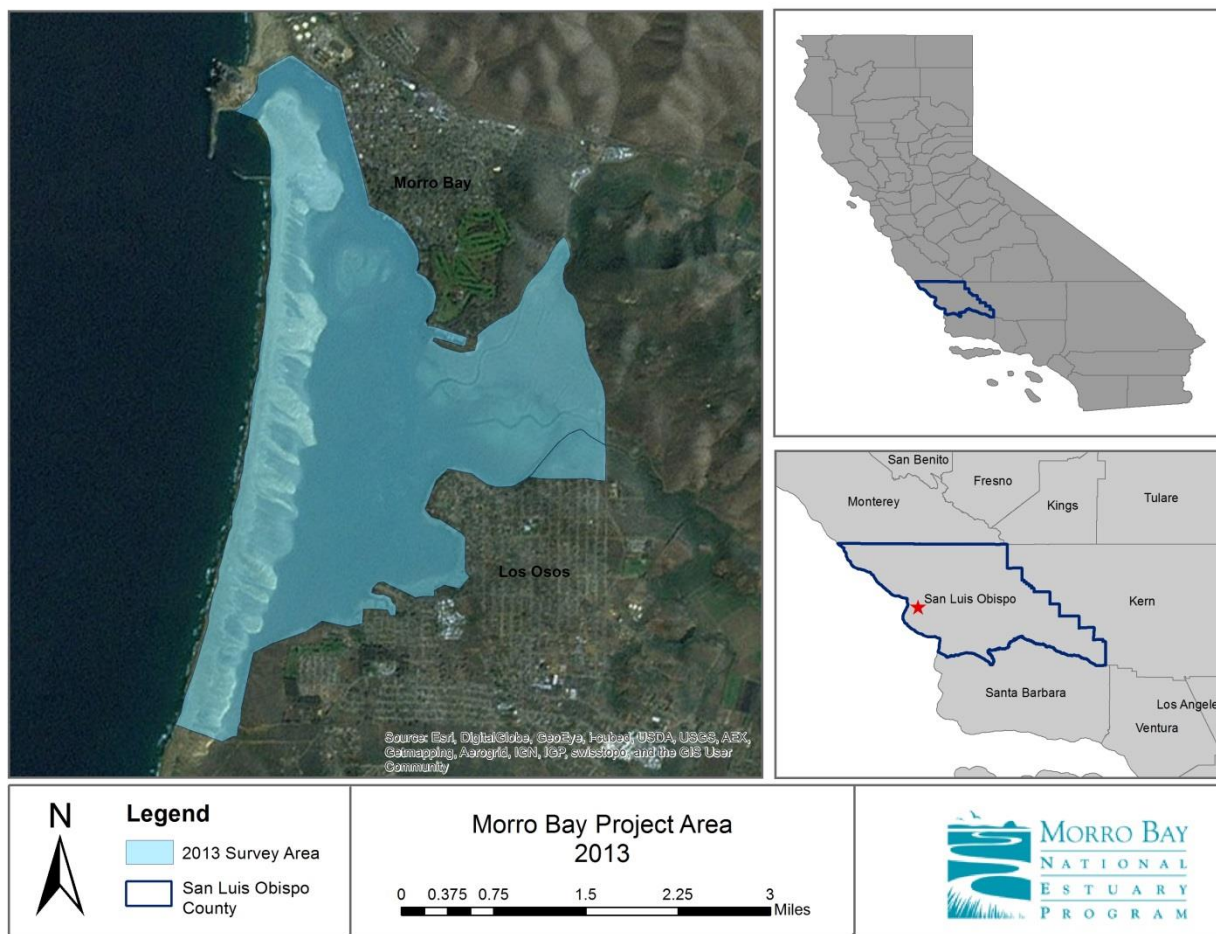 Morro Bay
Los Osos
Source: Esri, DigitalGlobe, GeoEye, i-cubed, USDA, USGS, AEX,
Getmapping, Aerogrid, IGN, IGP, swisstopo, and the GIS User
Community
San Benito
Fresno
Monterey
Kings
Tulare
San Luis Obispo
Kern
Santa Barbara
Los Angele
Ventura
N
Legend
2013 Survey Area
San Luis Obispo
County
Morro Bay Project Area
2013
0 0.375 0.75 1.5 2.25 3
Miles
MORRO BAY
NATIONAL
ESTUARY
PROGRAM